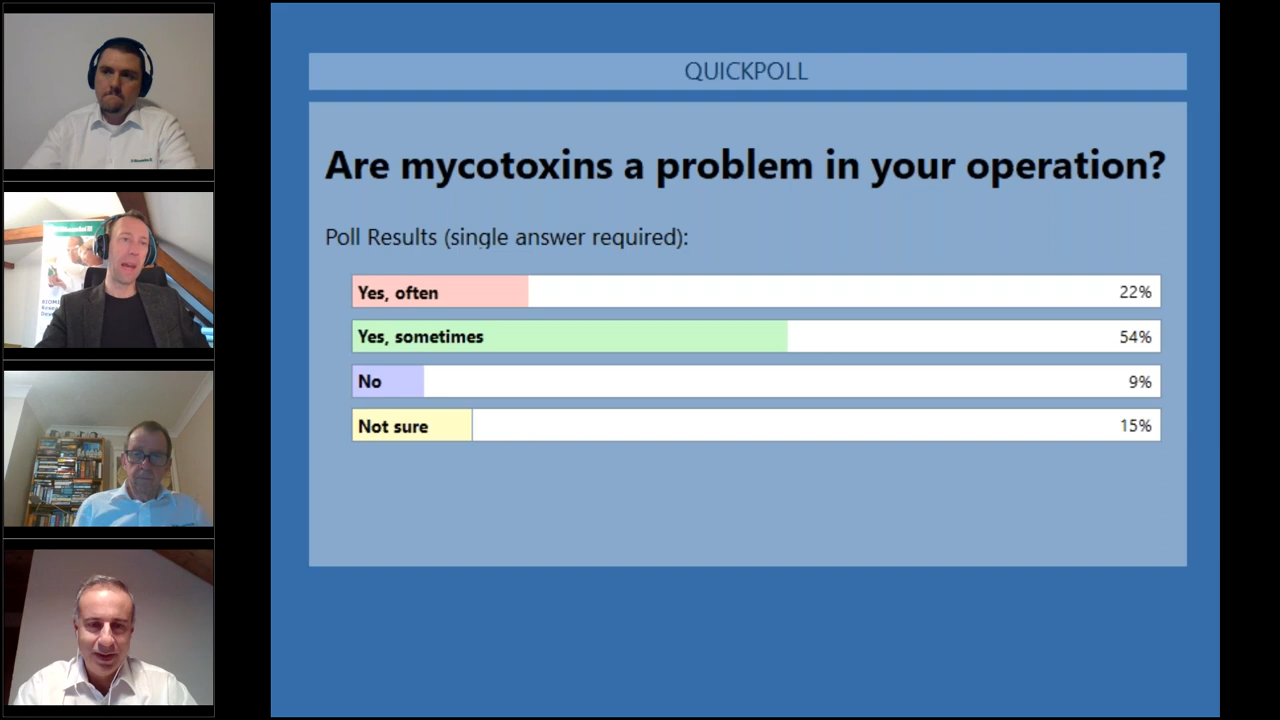 QUICKPOLL
Are mycotoxins a problem in your operation?
Poll Results (single answer required):
Yes, often 22%
Yes, sometimes 54%
No 9%
Not sure 15%